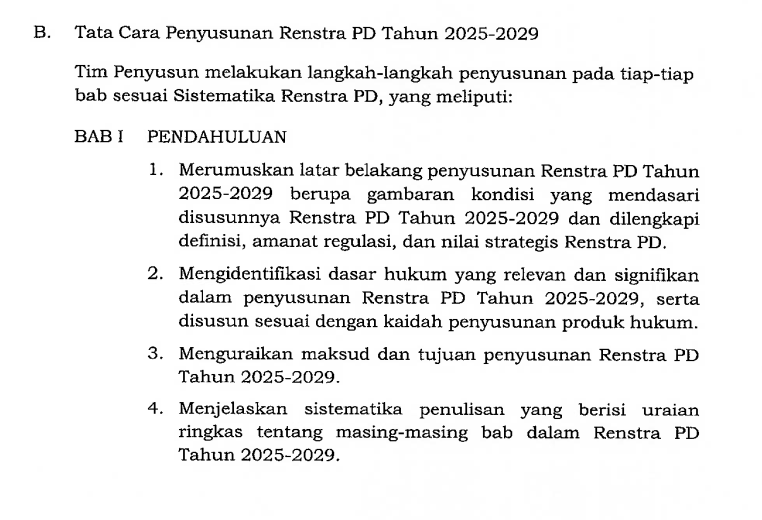 B. Tata Cara Penyusunan Renstra PD Tahun 2025-2029
Tim Penyusun melakukan langkah-langkah penyusunan pada tiap-tiap
bab sesuai Sistematika Renstra PD, yang meliputi:
BAB I PENDAHULUAN
1. Merumuskan latar belakang penyusunan Renstra PD Tahun
2025-2029 berupa gambaran kondisi yang mendasari
disusunnya Renstra PD Tahun 2025-2029 dan dilengkapi
definisi, amanat regulasi, dan nilai strategis Renstra PD.
2. Mengidentifikasi dasar hukum yang relevan dan signifikan
dalam penyusunan Renstra PD Tahun 2025-2029, serta
disusun sesuai dengan kaidah penyusunan produk hukum.
3. Menguraikan maksud dan tujuan penyusunan Renstra PD
Tahun 2025-2029.
4. Menjelaskan sistematika penulisan yang berisi uraian
ringkas tentang masing-masing bab dalam Renstra PD
Tahun 2025-2029.